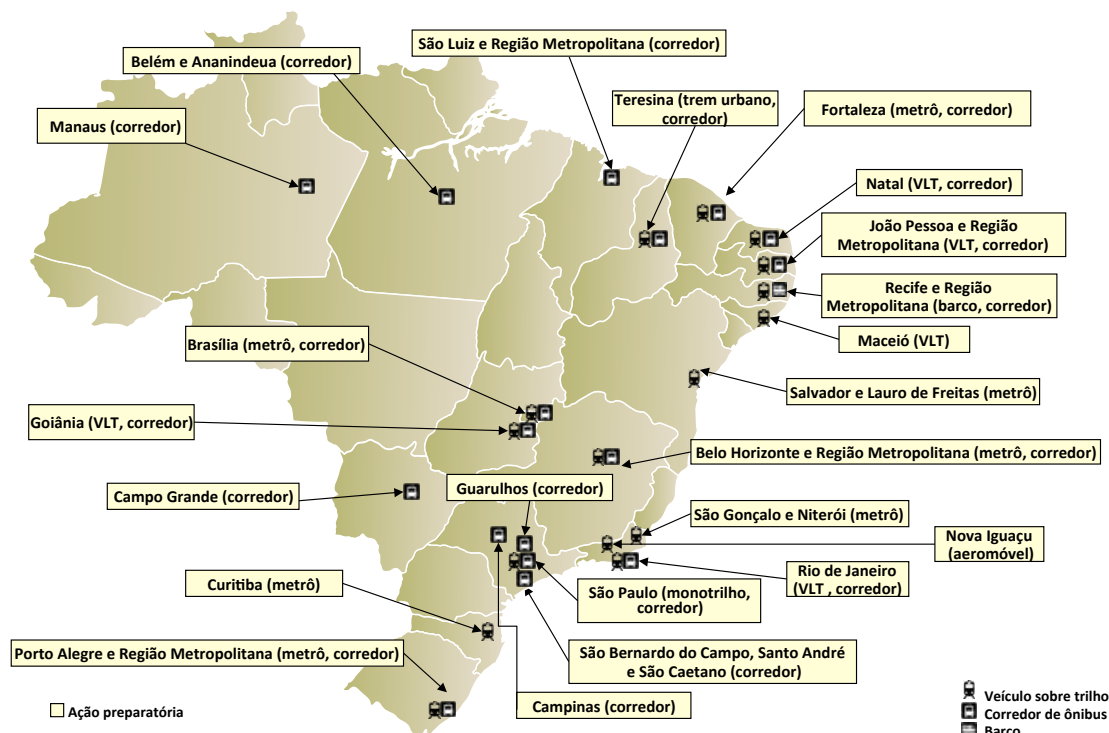 São Luiz e Região Metropolitana (corredor)
Belém e Ananindeua (corredor)
Teresina (trem urbano,
corredor)
Fortaleza (metrô, corredor)
Manaus (corredor)
Natal (VLT, corredor)
João Pessoa e Região
Metropolitana (VLT, corredor)
Recife e Região
Metropolitana (barco, corredor)
Maceió (VLT)
Brasília (metrô, corredor)
Salvador e Lauro de Freitas (metrô)
Goiânia (VLT, corredor)
Belo Horizonte e Região Metropolitana (metrô, corredor)
Guarulhos (corredor)
Campo Grande (corredor)
São Gonçalo e Niterói (metrô)
Nova Iguaçu
(aeromóvel)
Rio de Janeiro
(VLT , corredor)
Curitiba (metrô)
São Paulo (monotrilho,
corredor)
Porto Alegre e Região Metropolitana (metrô, corredor)
São Bernardo do Campo, Santo André
e São Caetano (corredor)
Campinas (corredor)
Ação preparatória
Veículo sobre trilho
Corredor de ônibus
Barco